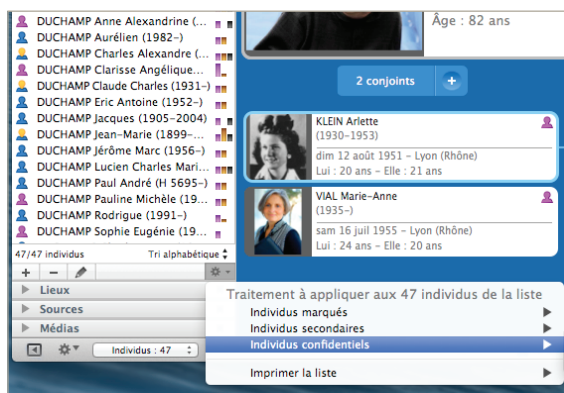 DUCHAMP Anne Alexandrine (...
DUCHAMP Aurélien (1982-)
DUCHAMP Charles Alexandre (...
DUCHAMP Clarisse Angélique...
DUCHAMP Claude Charles (1931-)
DUCHAMP Eric Antoine (1952-)
DUCHAMP Jacques (1905-2004)
DUCHAMP Jean-Marie (1899-...
DUCHAMP Jérôme Marc (1956-)
DUCHAMP Lucien Charles Mari...
DUCHAMP Paul André (H 5695-)
DUCHAMP Pauline Michèle (19...
DUCHAMP Rodrigue (1991-)
DUCHAMP Sophie Eugénie (19...
47/47 individus Tri alphabétique
Lieux
Sources
Médias
Individus : 47
Âge : 82 ans
2 conjoints +
KLEIN Arlette
(1930-1953)
dim 12 août 1951 - Lyon (Rhône)
Lui : 20 ans - Elle : 21 ans
VIAL Marie-Anne
(1935-)
sam 16 juil 1955 - Lyon (Rhône)
Lui : 24 ans - Elle : 20 ans
Traitement à appliquer aux 47 individus de la liste
Individus marqués
Individus secondaires
Individus confidentiels
Imprimer la liste